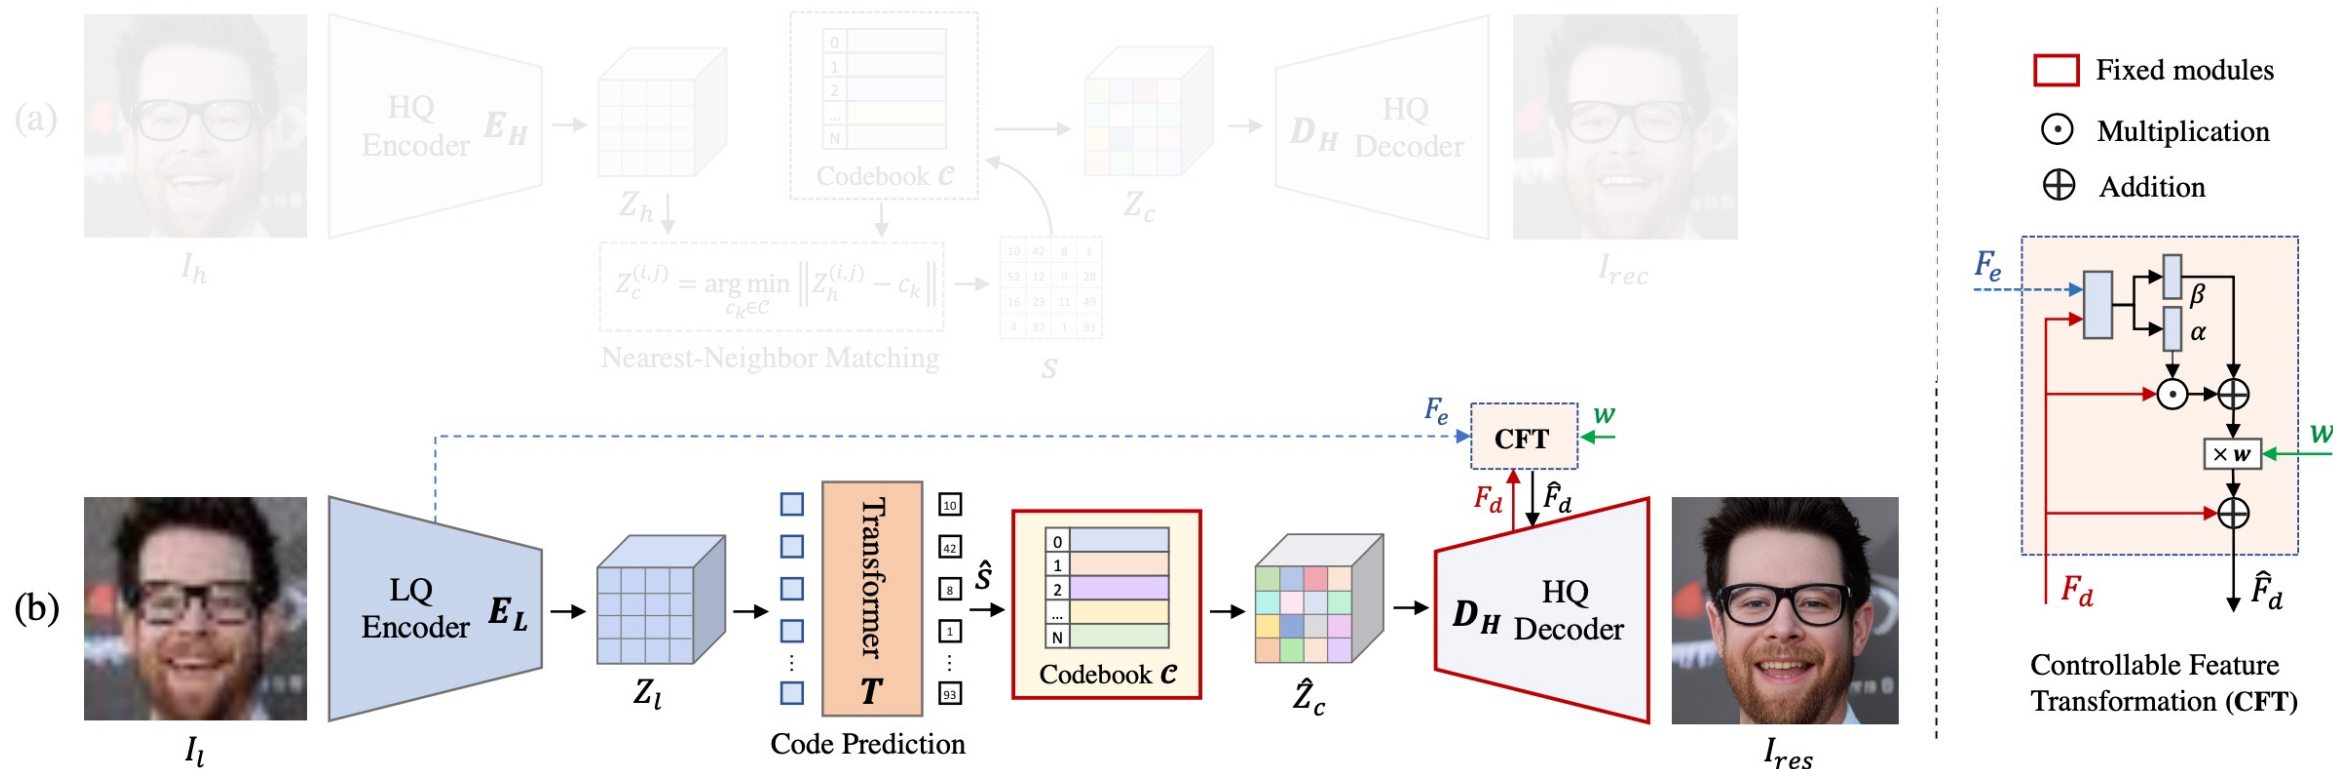 (a)
I_h
HQ
Encoder E_H
Z_h
0
1
2
...
N
Codebook C
Z_c
D_H HQ
Decoder
I_rec
Z_c^{(i,j)} = arg min_{c_k∈C} ‖Z_h^{(i,j)} − c_k‖
Nearest-Neighbor Matching
10 42 8 1
52 12 0 28
16 23 11 49
4 87 1 93
s
(b)
I_l
LQ
Encoder E_L
Z_l
Transformer T
Code Prediction
10
42
8
1
⋮
93
ŝ
0
1
2
...
N
Codebook C
Ẑ_c
F_e
CFT
w
F_d
F̂_d
D_H HQ
Decoder
I_res
Fixed modules
⊙ Multiplication
⊕ Addition
F_e
β
α
× w
w
F_d
F̂_d
Controllable Feature
Transformation (CFT)